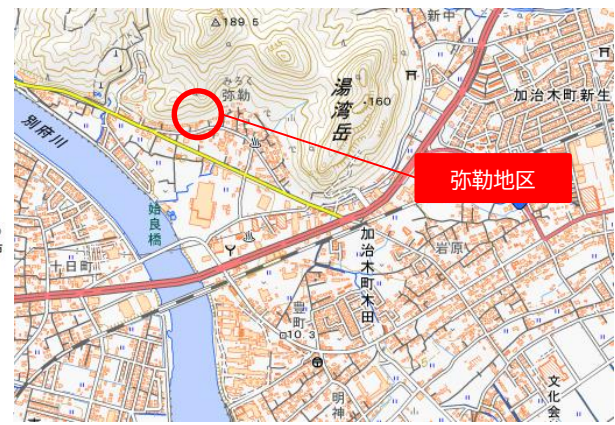 189.5
新中
みろく
弥勒
湯湾岳
160
加治木町新生
別府川
弥勒地区
姶良橋
加治木町木田
岩原
十日町
豊町
10.3
明神
文化会